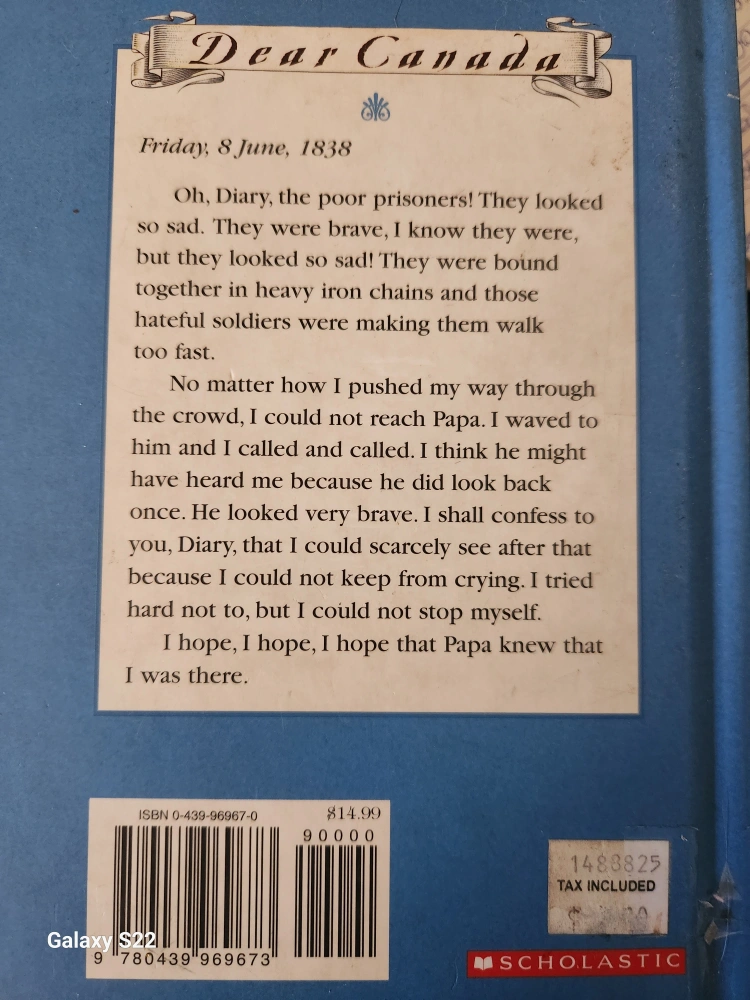 Dear Canada
Friday, 8 June, 1838
Oh, Diary, the poor prisoners! They looked
so sad. They were brave, I know they were,
but they looked so sad! They were bound
together in heavy iron chains and those
hateful soldiers were making them walk
too fast.
No matter how I pushed my way through
the crowd, I could not reach Papa. I waved to
him and I called and called. I think he might
have heard me because he did look back
once. He looked very brave. I shall confess to
you, Diary, that I could scarcely see after that
because I could not keep from crying. I tried
hard not to, but I could not stop myself.
I hope, I hope, I hope that Papa knew that
I was there.
ISBN 0-439-96967-0
$14.99
90000
9 780439 969673
TAX INCLUDED
SCHOLASTIC
Galaxy S22